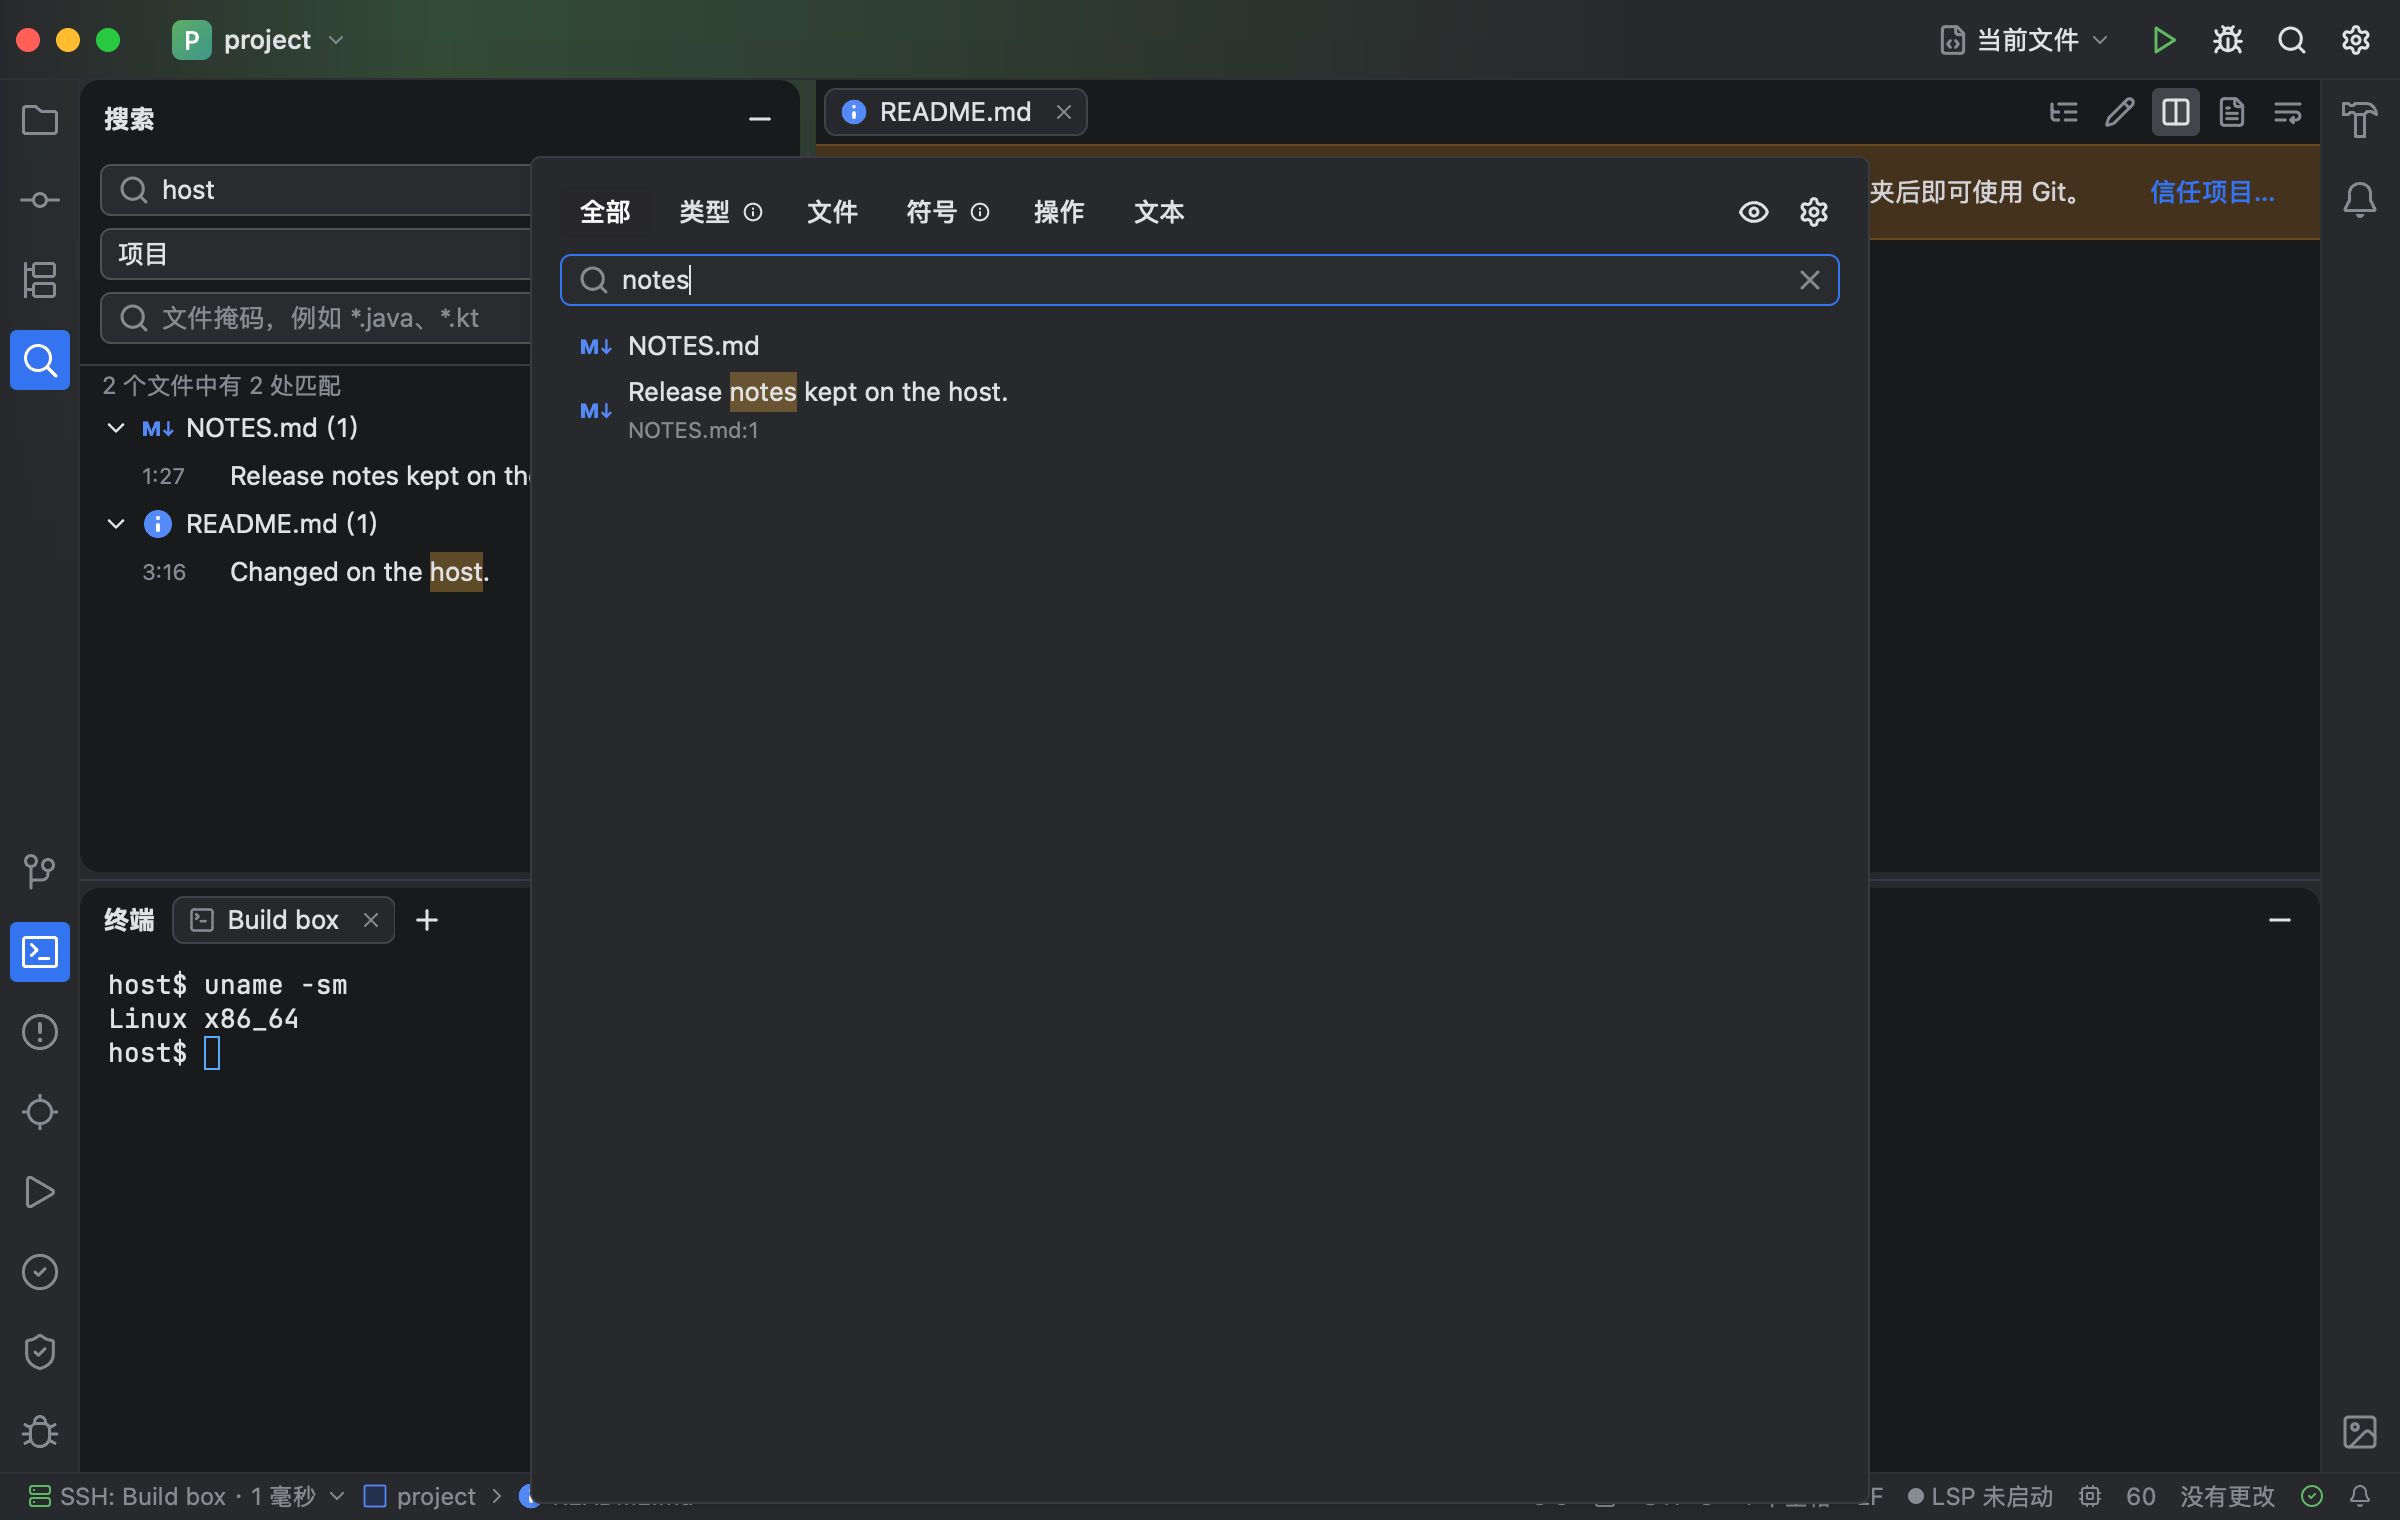 P project
当前文件
搜索
README.md
host
项目
文件掩码，例如 *.java、*.kt
夹后即可使用 Git。
信任项目...
全部 类型 文件 符号 操作 文本
notes
NOTES.md
Release notes kept on the host.
NOTES.md:1
2 个文件中有 2 处匹配
NOTES.md (1)
1:27 Release notes kept on the
README.md (1)
3:16 Changed on the host.
终端 Build box
host$ uname -sm
Linux x86_64
host$
SSH: Build box · 1 毫秒 project LSP 未启动 60 没有更改